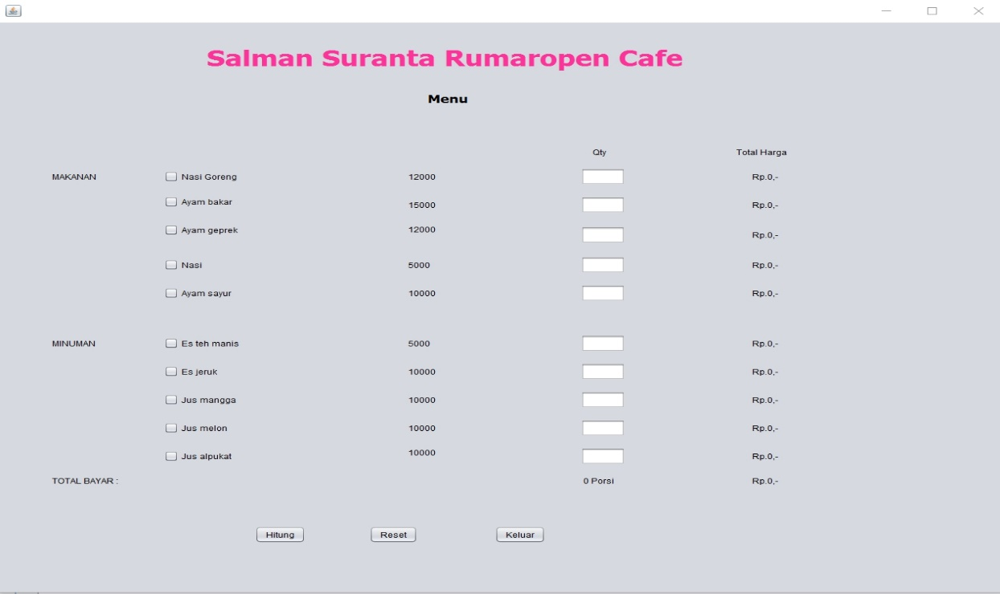 Salman Suranta Rumaropen Cafe
Menu
Qty Total Harga
MAKANAN Nasi Goreng 12000 Rp.0,-
Ayam bakar 15000 Rp.0,-
Ayam geprek 12000 Rp.0,-
Nasi 5000 Rp.0,-
Ayam sayur 10000 Rp.0,-
MINUMAN Es teh manis 5000 Rp.0,-
Es jeruk 10000 Rp.0,-
Jus mangga 10000 Rp.0,-
Jus melon 10000 Rp.0,-
Jus alpukat 10000 Rp.0,-
TOTAL BAYAR : 0 Porsi Rp.0,-
Hitung Reset Keluar